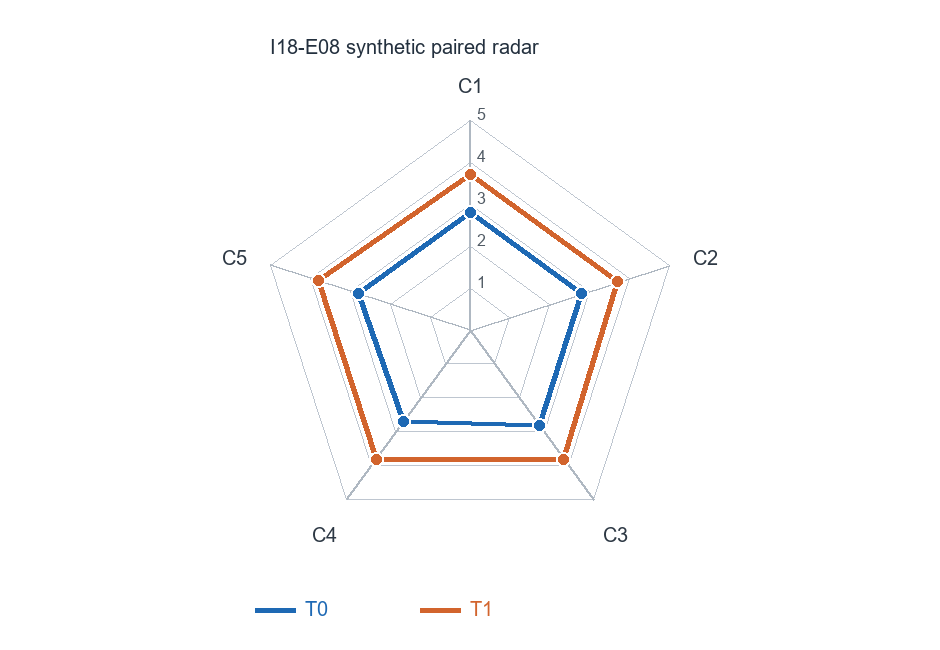 I18-E08 synthetic paired radar
C1
5
4
3
2
1
C5
C2
C4
C3
T0
T1